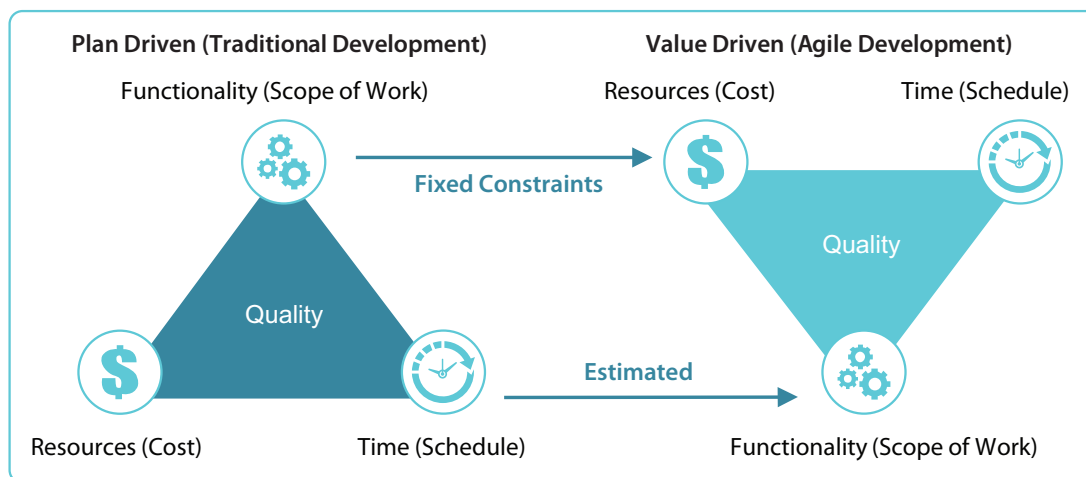 Plan Driven (Traditional Development)
Functionality (Scope of Work)
Quality
Resources (Cost)
Time (Schedule)
Fixed Constraints
Estimated
Value Driven (Agile Development)
Resources (Cost)
Time (Schedule)
Quality
Functionality (Scope of Work)